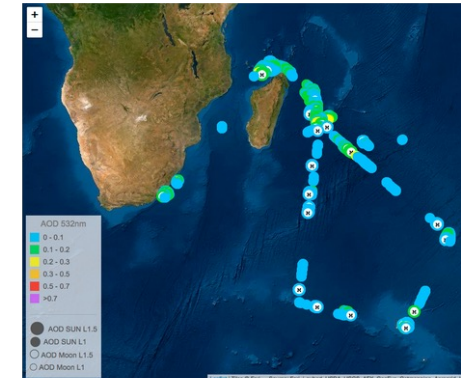 +
−
AOD 532nm
0 - 0.1
0.1 - 0.2
0.2 - 0.3
0.3 - 0.5
0.5 - 0.7
>0.7
AOD SUN L1.5
AOD SUN L1
AOD Moon L1.5
AOD Moon L1